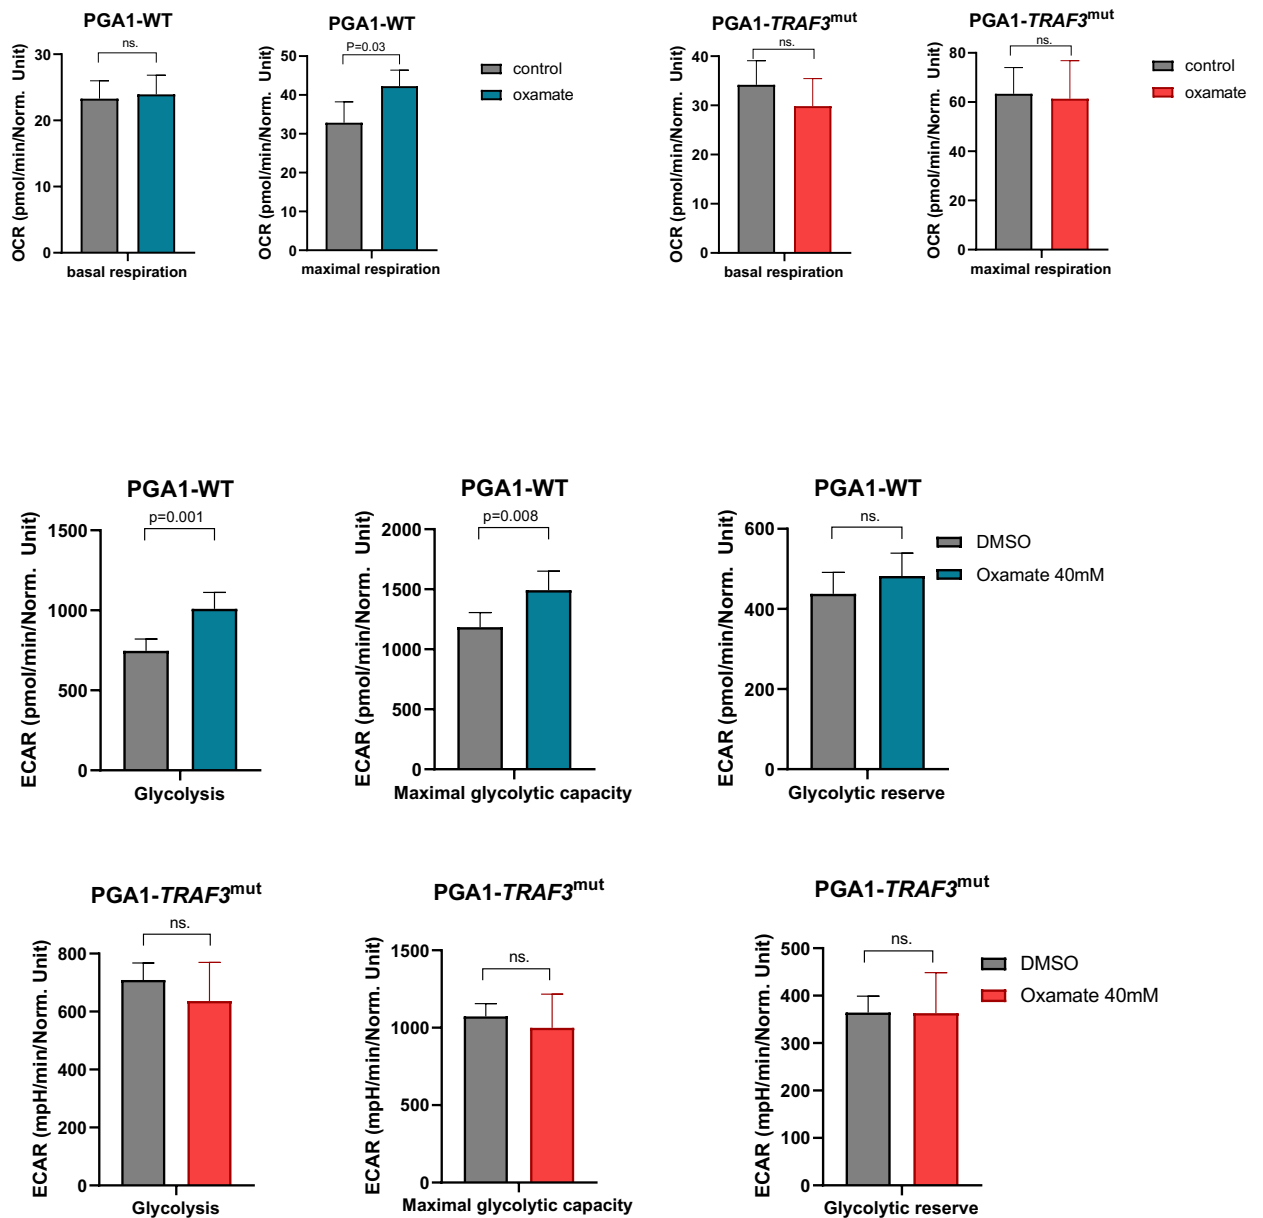 PGA1-WT
ns.
OCR (pmol/min/Norm. Unit)
30
20
10
0
basal respiration
PGA1-WT
P=0.03
OCR (pmol/min/Norm. Unit)
50
40
30
20
10
0
maximal respiration
control
oxamate
PGA1-TRAF3mut
ns.
OCR (pmol/min/Norm. Unit)
40
30
20
10
0
basal respiration
PGA1-TRAF3mut
ns.
OCR (pmol/min/Norm. Unit)
80
60
40
20
0
maximal respiration
control
oxamate
PGA1-WT
p=0.001
ECAR (pmol/min/Norm. Unit)
1500
1000
500
0
Glycolysis
PGA1-WT
p=0.008
ECAR (pmol/min/Norm. Unit)
2000
1500
1000
500
0
Maximal glycolytic capacity
PGA1-WT
ns.
ECAR (pmol/min/Norm. Unit)
600
400
200
0
Glycolytic reserve
DMSO
Oxamate 40mM
PGA1-TRAF3mut
ns.
ECAR (mpH/min/Norm. Unit)
800
600
400
200
0
Glycolysis
PGA1-TRAF3mut
ns.
ECAR (mpH/min/Norm. Unit)
1500
1000
500
0
Maximal glycolytic capacity
PGA1-TRAF3mut
ns.
ECAR (mpH/min/Norm. Unit)
500
400
300
200
100
0
Glycolytic reserve
DMSO
Oxamate 40mM